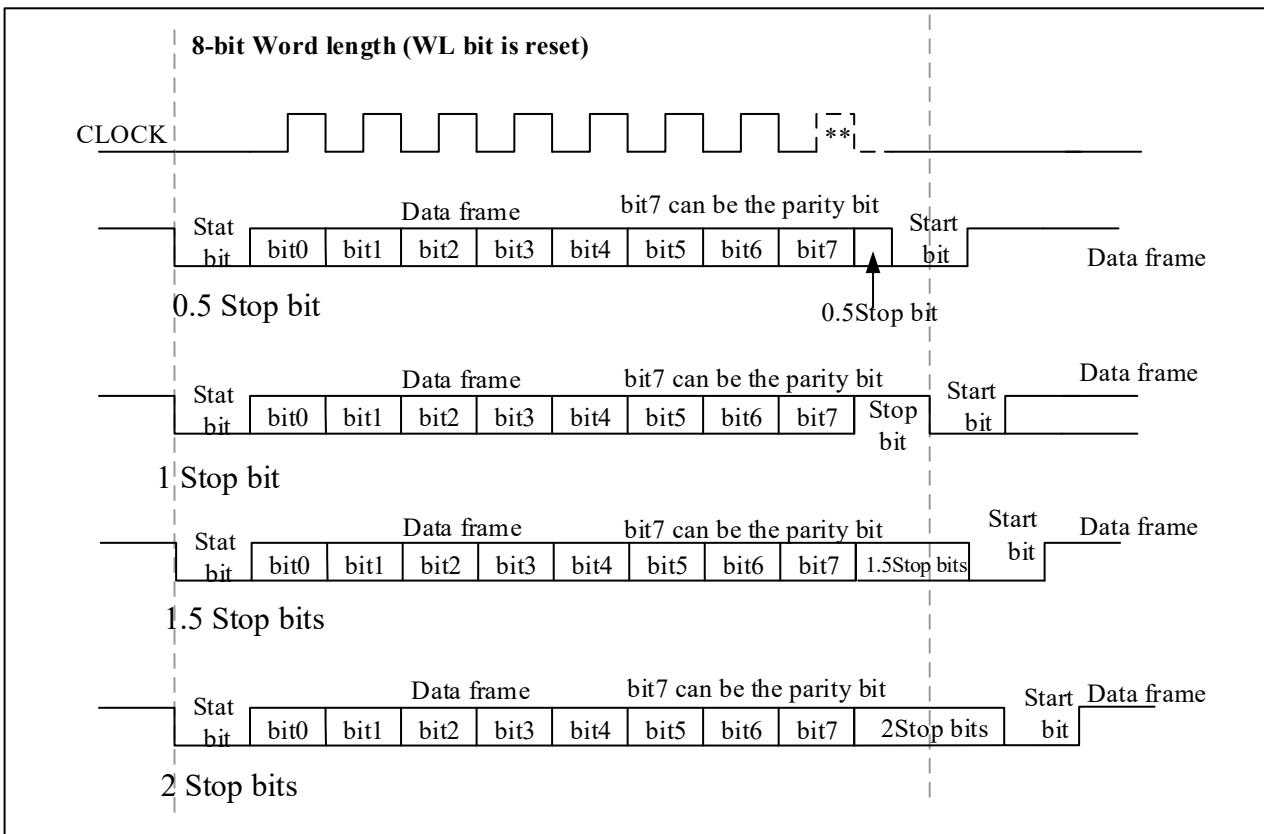 8-bit Word length (WL bit is reset)
CLOCK
**
Data frame
bit7 can be the parity bit
Stat
bit
bit0
bit1
bit2
bit3
bit4
bit5
bit6
bit7
Start
bit
Data frame
0.5 Stop bit
0.5Stop bit
Data frame
bit7 can be the parity bit
Data frame
Stat
bit
bit0
bit1
bit2
bit3
bit4
bit5
bit6
bit7
Stop
bit
Start
bit
1 Stop bit
Data frame
bit7 can be the parity bit
Start
bit
Data frame
Stat
bit
bit0
bit1
bit2
bit3
bit4
bit5
bit6
bit7
1.5Stop bits
1.5 Stop bits
Data frame
bit7 can be the parity bit
Start
bit
Data frame
Stat
bit
bit0
bit1
bit2
bit3
bit4
bit5
bit6
bit7
2Stop bits
2 Stop bits